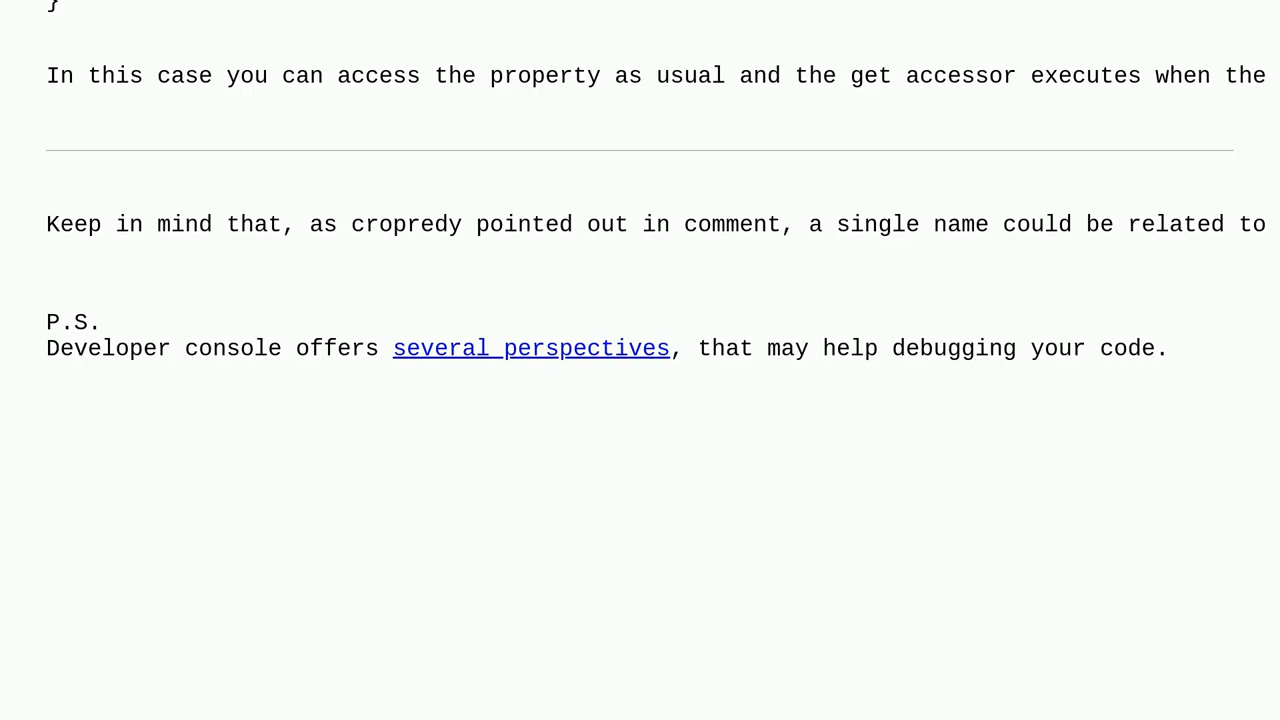 }
In this case you can access the property as usual and the get accessor executes when the
Keep in mind that, as cropredy pointed out in comment, a single name could be related to
P.S.
Developer console offers several perspectives, that may help debugging your code.